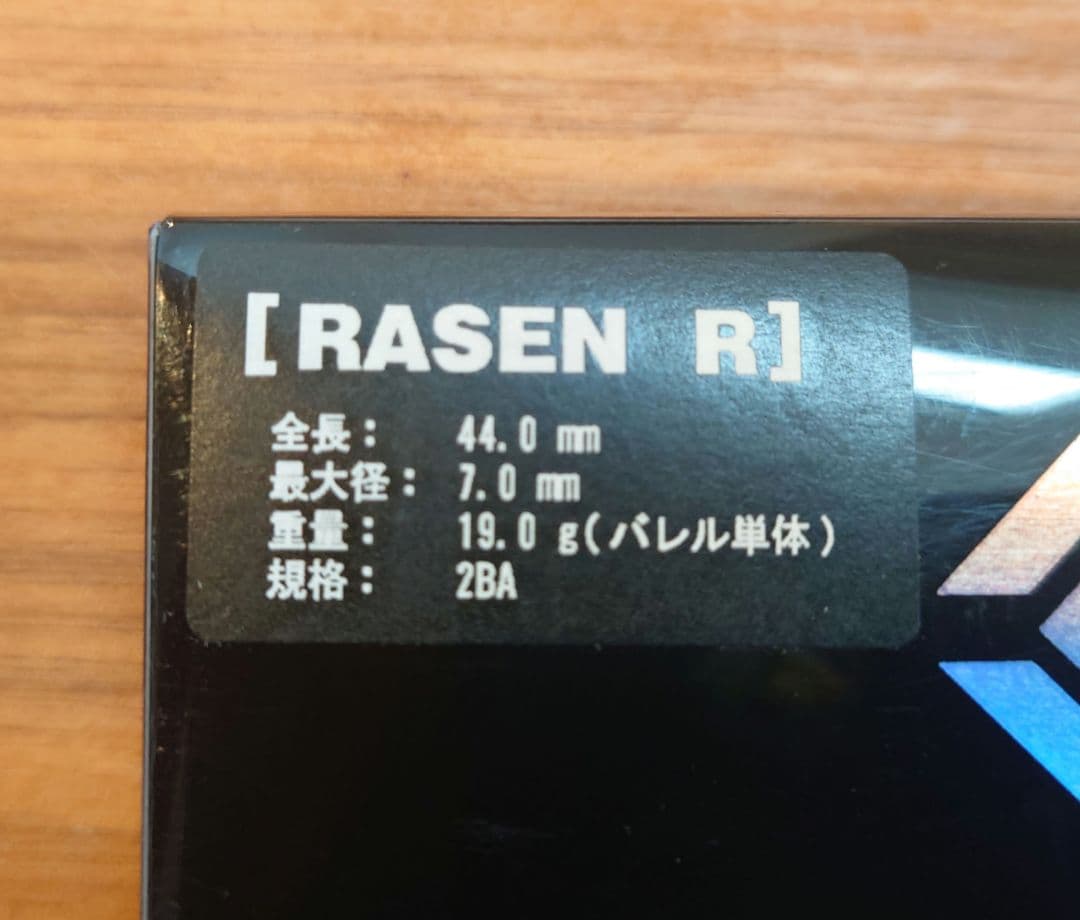 [RASEN R]
全長： 44.0 mm
最大径： 7.0 mm
重量： 19.0 g(バレル単体)
規格： 2BA